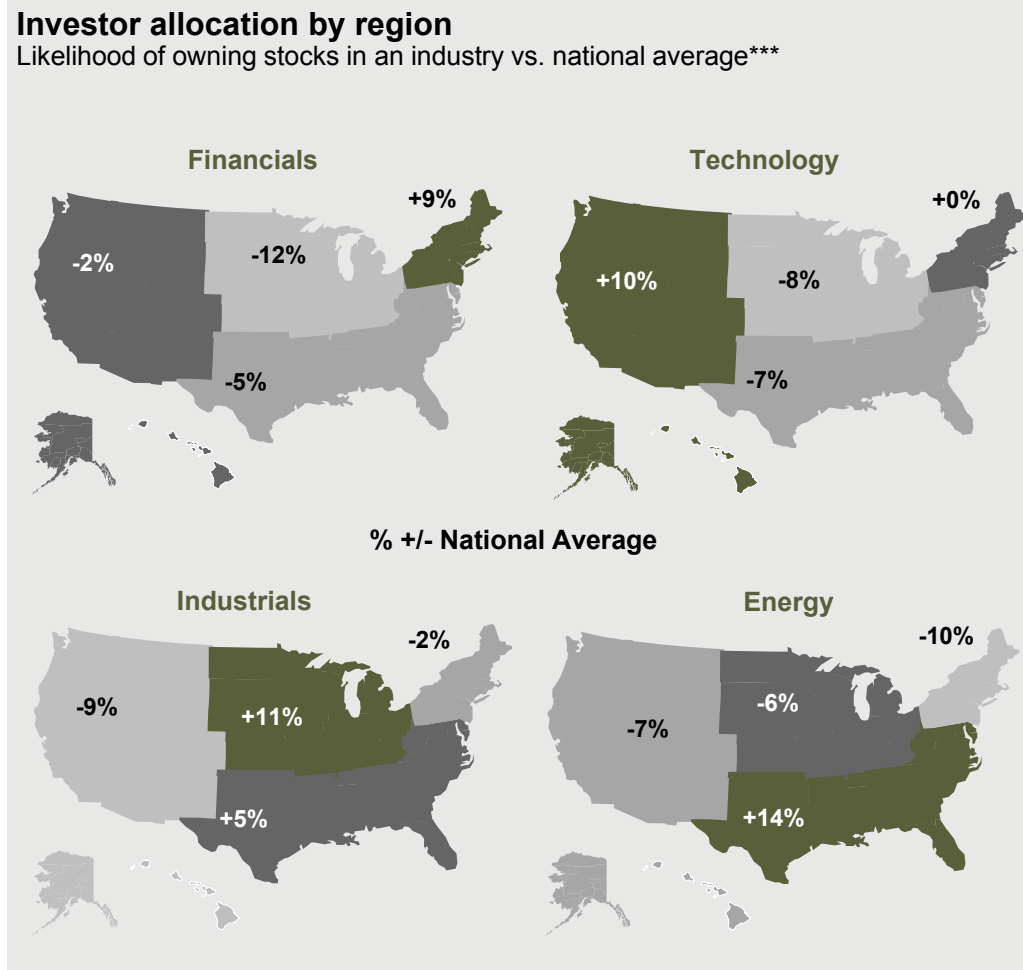 Investor allocation by region
Likelihood of owning stocks in an industry vs. national average***
Financials
+9%
-2%
-12%
-5%
Technology
+0%
+10%
-8%
-7%
% +/- National Average
Industrials
-2%
-9%
+11%
+5%
Energy
-10%
-6%
-7%
+14%